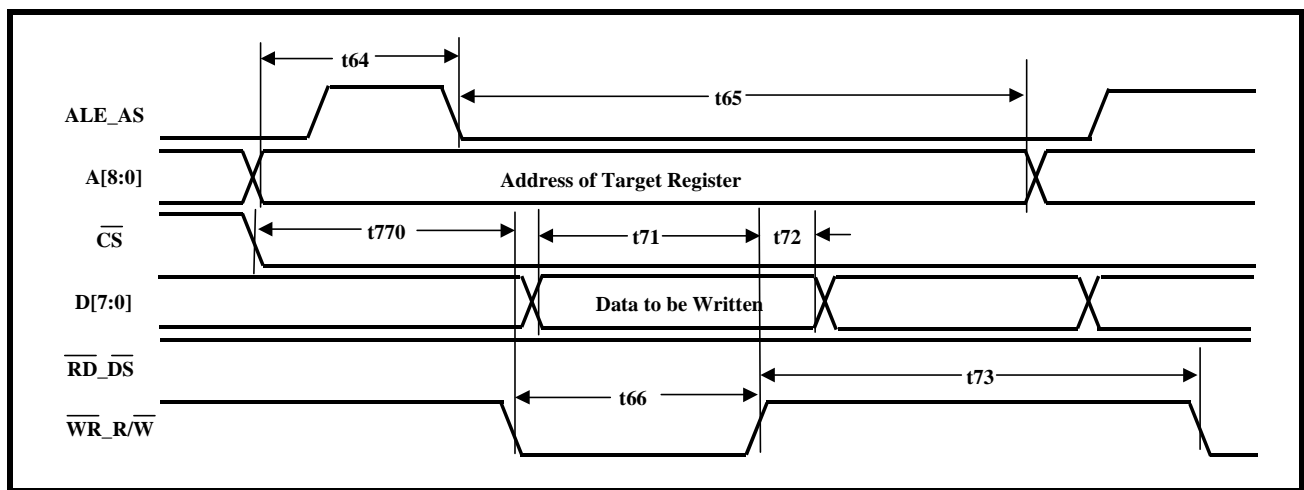 t64
ALE_AS
t65
A[8:0]
Address of Target Register
CS
t770
t71
t72
D[7:0]
Data to be Written
RD_DS
t73
t66
WR_R/W